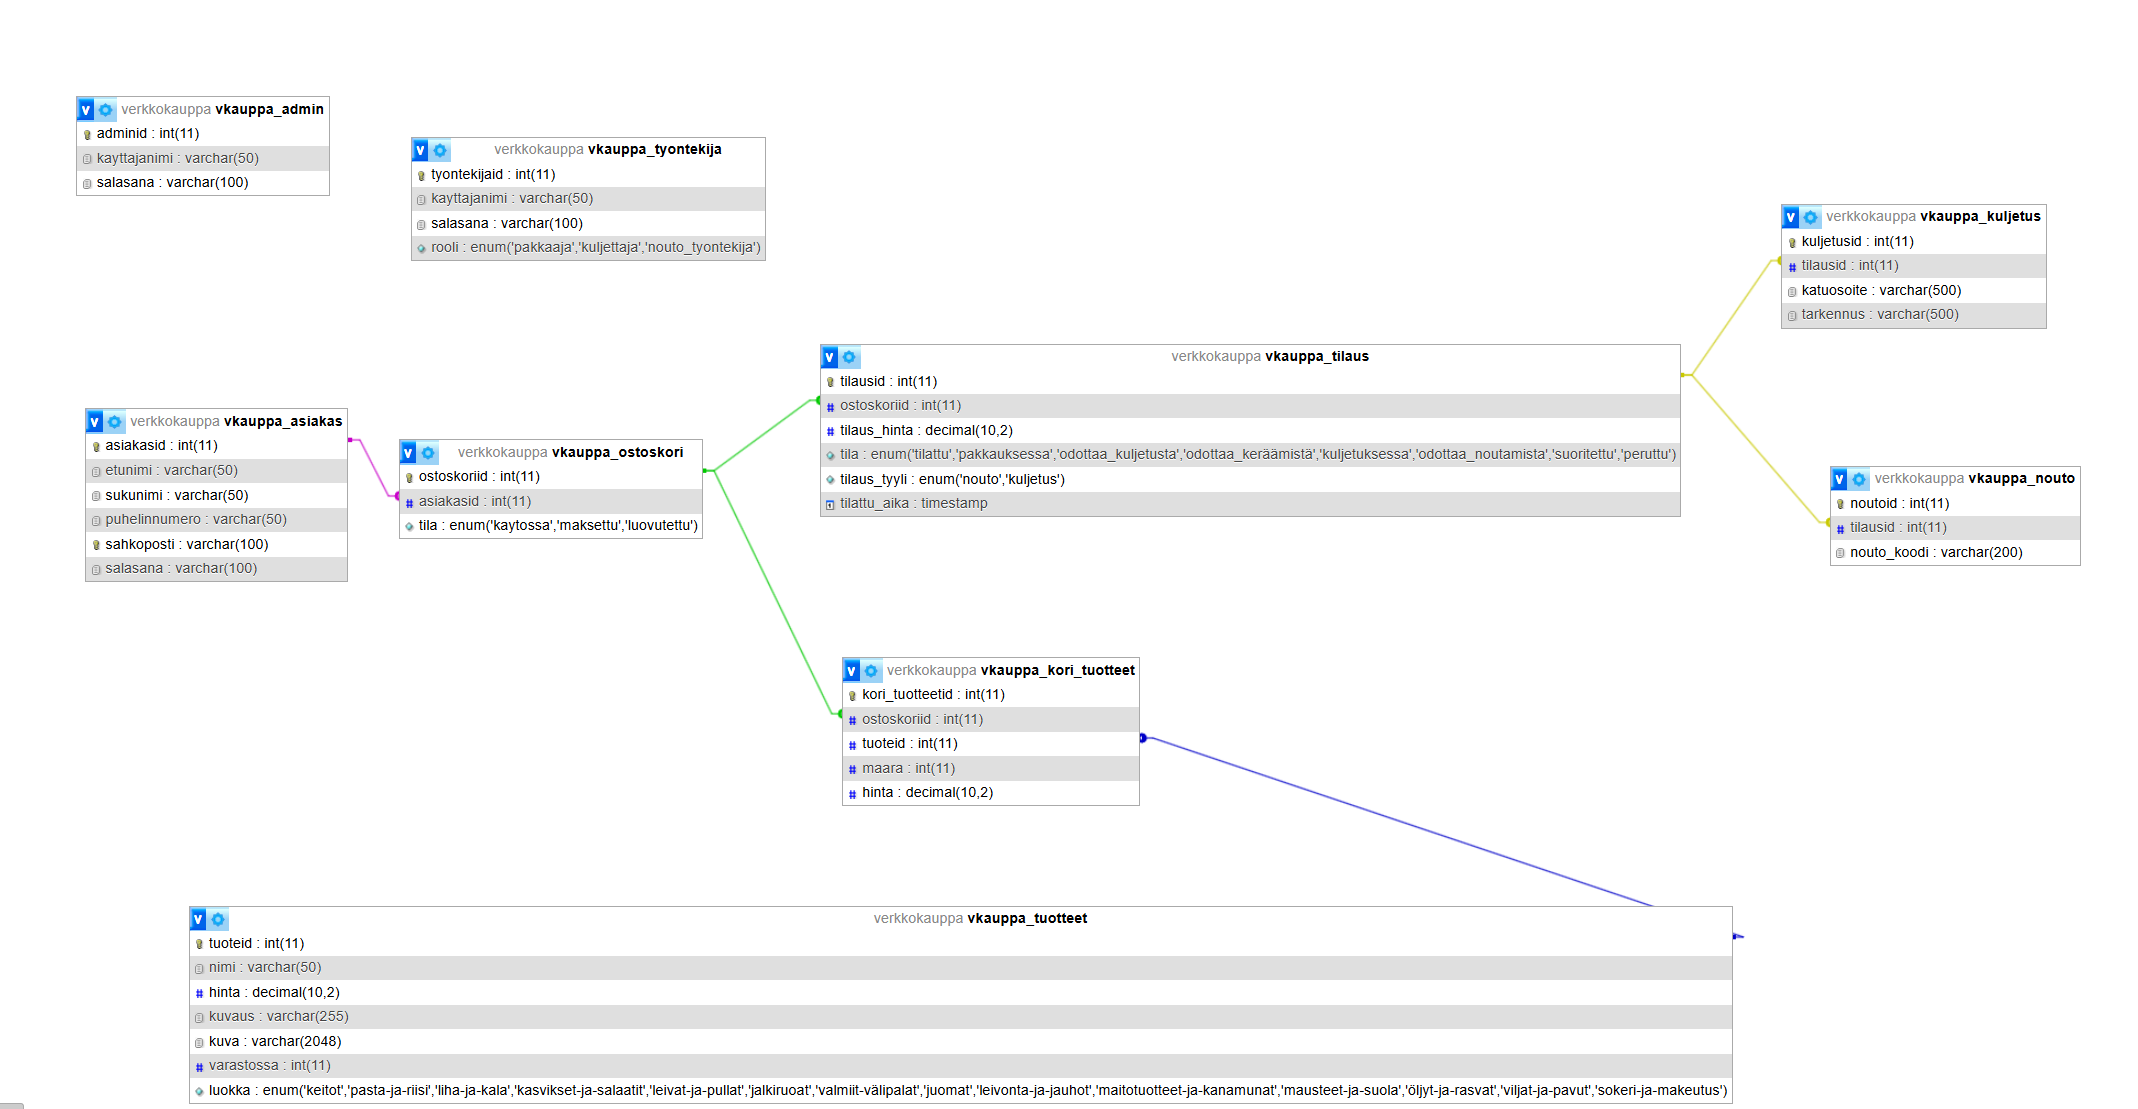 verkkokauppa vkauppa_admin
adminid : int(11)
kayttajanimi : varchar(50)
salasana : varchar(100)
verkkokauppa vkauppa_tyontekija
tyontekijaid : int(11)
kayttajanimi : varchar(50)
salasana : varchar(100)
rooli : enum('pakkaaja','kuljettaja','nouto_tyontekija')
verkkokauppa vkauppa_kuljetus
kuljetusid : int(11)
tilausid : int(11)
katuosoite : varchar(500)
tarkennus : varchar(500)
verkkokauppa vkauppa_tilaus
tilausid : int(11)
ostoskoriid : int(11)
tilaus_hinta : decimal(10,2)
tila : enum('tilattu','pakkauksessa','odottaa_kuljetusta','odottaa_keräämistä','kuljetuksessa','odottaa_noutamista','suoritettu','peruttu')
tilaus_tyyli : enum('nouto','kuljetus')
tilattu_aika : timestamp
verkkokauppa vkauppa_asiakas
asiakasid : int(11)
etunimi : varchar(50)
sukunimi : varchar(50)
puhelinnumero : varchar(50)
sahkoposti : varchar(100)
salasana : varchar(100)
verkkokauppa vkauppa_ostoskori
ostoskoriid : int(11)
asiakasid : int(11)
tila : enum('kaytossa','maksettu','luovutettu')
verkkokauppa vkauppa_nouto
noutoid : int(11)
tilausid : int(11)
nouto_koodi : varchar(200)
verkkokauppa vkauppa_kori_tuotteet
kori_tuotteetid : int(11)
ostoskoriid : int(11)
tuoteid : int(11)
maara : int(11)
hinta : decimal(10,2)
verkkokauppa vkauppa_tuotteet
tuoteid : int(11)
nimi : varchar(50)
hinta : decimal(10,2)
kuvaus : varchar(255)
kuva : varchar(2048)
varastossa : int(11)
luokka : enum('keitot','pasta-ja-riisi','liha-ja-kala','kasvikset-ja-salaatit','leivat-ja-pullat','jalkiruoat','valmiit-välipalat','juomat','leivonta-ja-jauhot','maitotuotteet-ja-kanamunat','mausteet-ja-suola','öljyt-ja-rasvat','viljat-ja-pavut','sokeri-ja-makeutus')